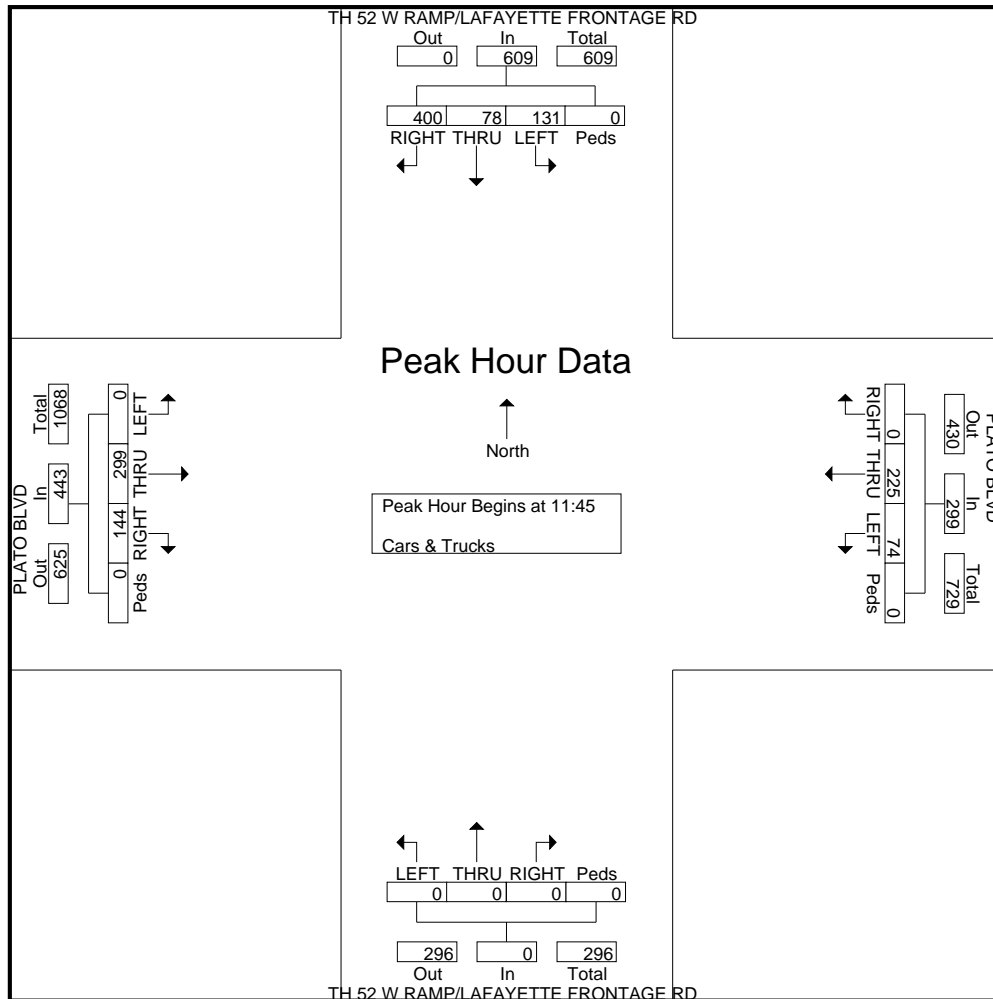 TH 52 W RAMP/LAFAYETTE FRONTAGE RD
Out In Total
0 609 609
400 78 131 0
RIGHT THRU LEFT Peds
Peak Hour Data
North
Peak Hour Begins at 11:45
Cars & Trucks
PLATO BLVD
Out In Total
625 443 1068
0 144 299 0
Peds RIGHT THRU LEFT
PLATO BLVD
Out In Total
430 299 729
0 225 74 0
RIGHT THRU LEFT Peds
LEFT THRU RIGHT Peds
0 0 0 0
296 0 296
Out In Total
TH 52 W RAMP/LAFAYETTE FRONTAGE RD